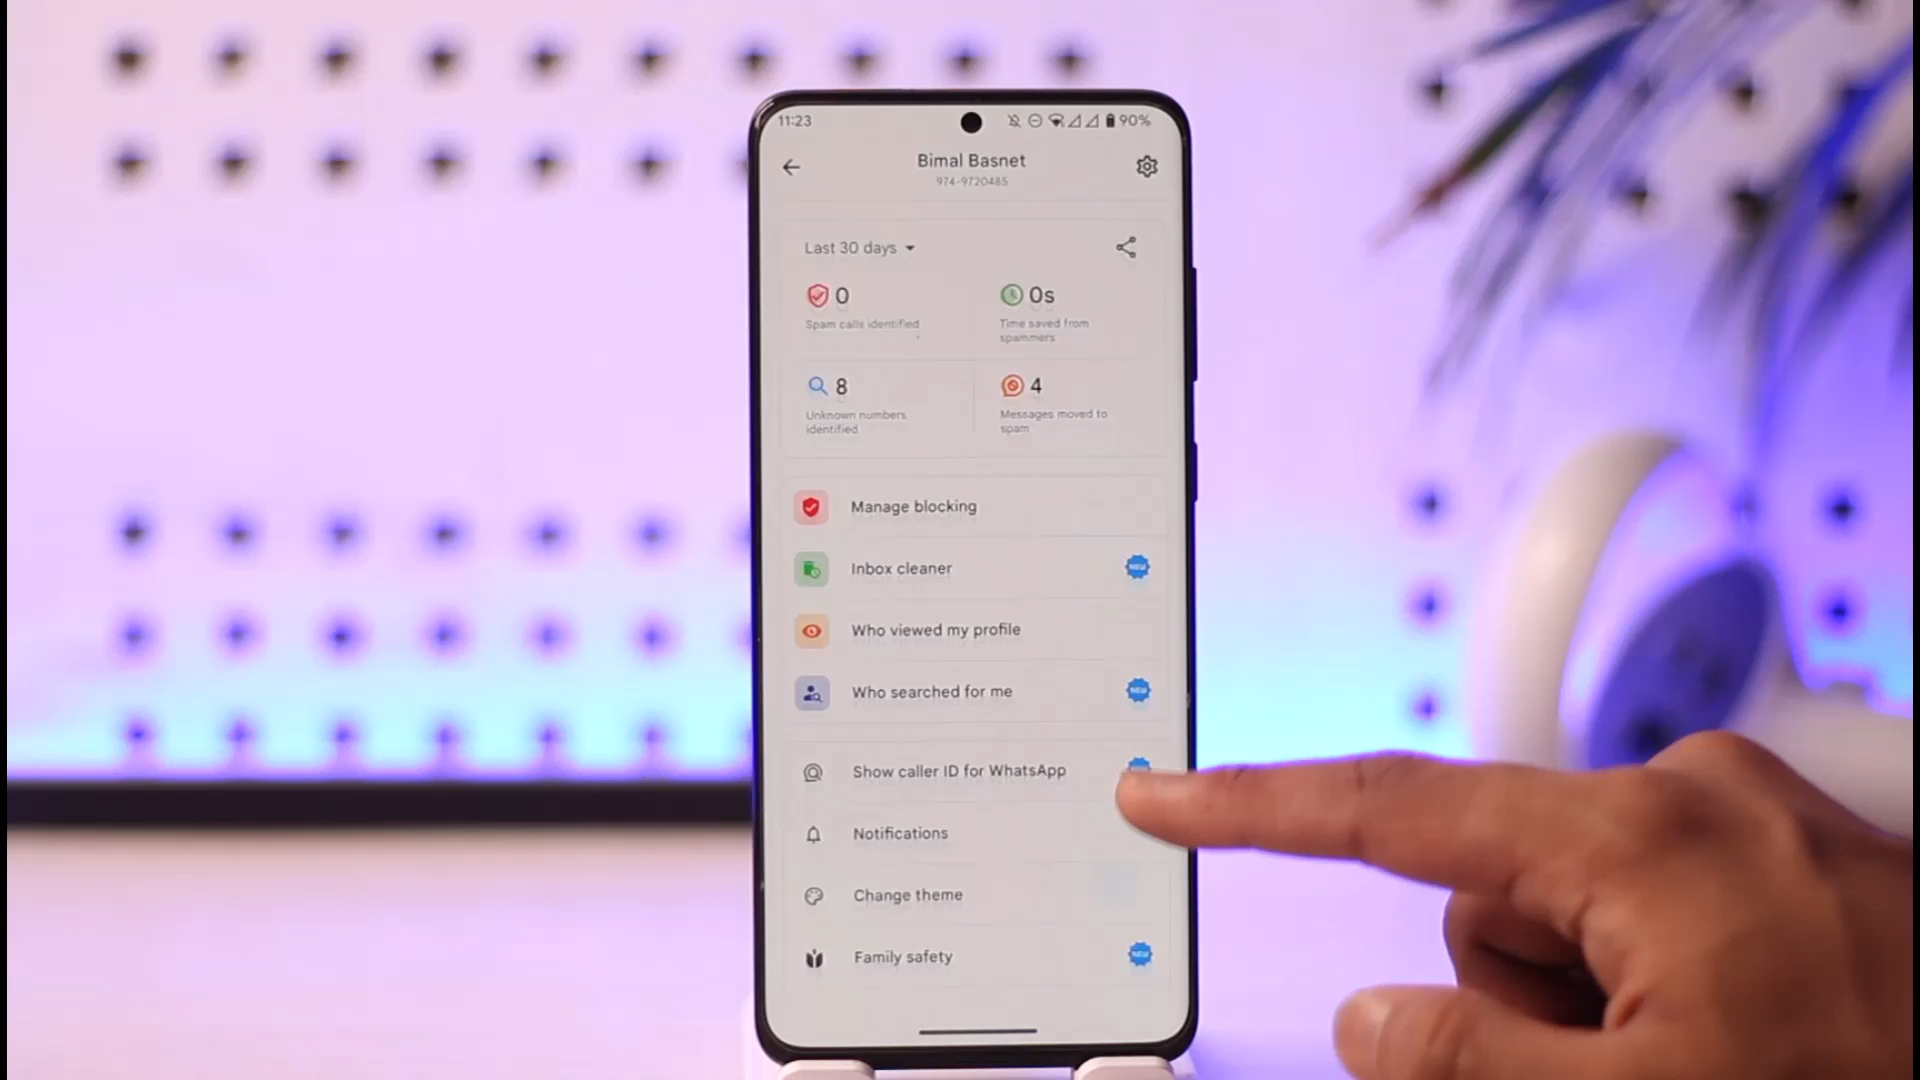 11:23
90%
Bimal Basnet
974-9720485
Last 30 days
0
Spam calls identified
0s
Time saved from
spammers
8
Unknown numbers
identified
4
Messages moved to
spam
Manage blocking
Inbox cleaner
NEW
Who viewed my profile
Who searched for me
NEW
Show caller ID for WhatsApp
Notifications
Change theme
Family safety
NEW